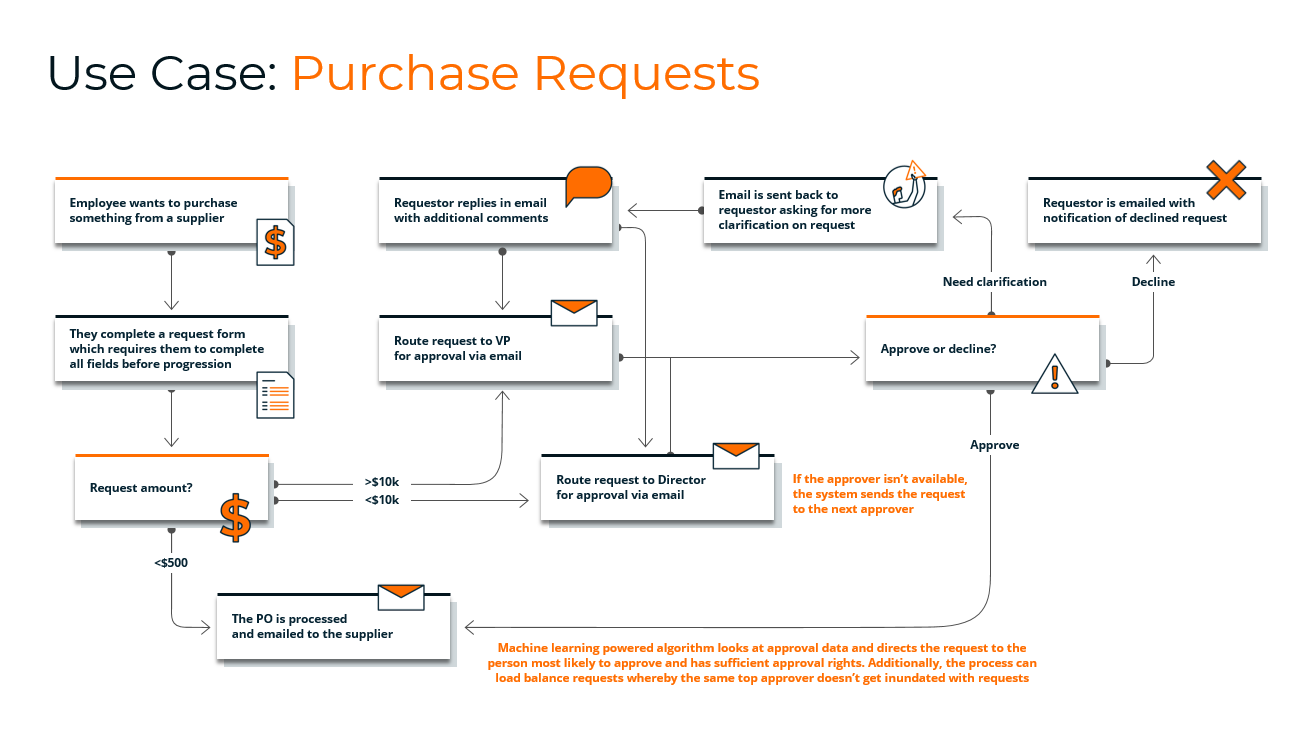 Use Case: Purchase Requests
Employee wants to purchase
something from a supplier
Requestor replies in email
with additional comments
Email is sent back to
requestor asking for more
clarification on request
Requestor is emailed with
notification of declined request
Need clarification
Decline
They complete a request form
which requires them to complete
all fields before progression
Route request to VP
for approval via email
Approve or decline?
Approve
Request amount?
>$10k
<$10k
Route request to Director
for approval via email
If the approver isn’t available,
the system sends the request
to the next approver
<$500
The PO is processed
and emailed to the supplier
Machine learning powered algorithm looks at approval data and directs the request to the
person most likely to approve and has sufficient approval rights. Additionally, the process can
load balance requests whereby the same top approver doesn’t get inundated with requests